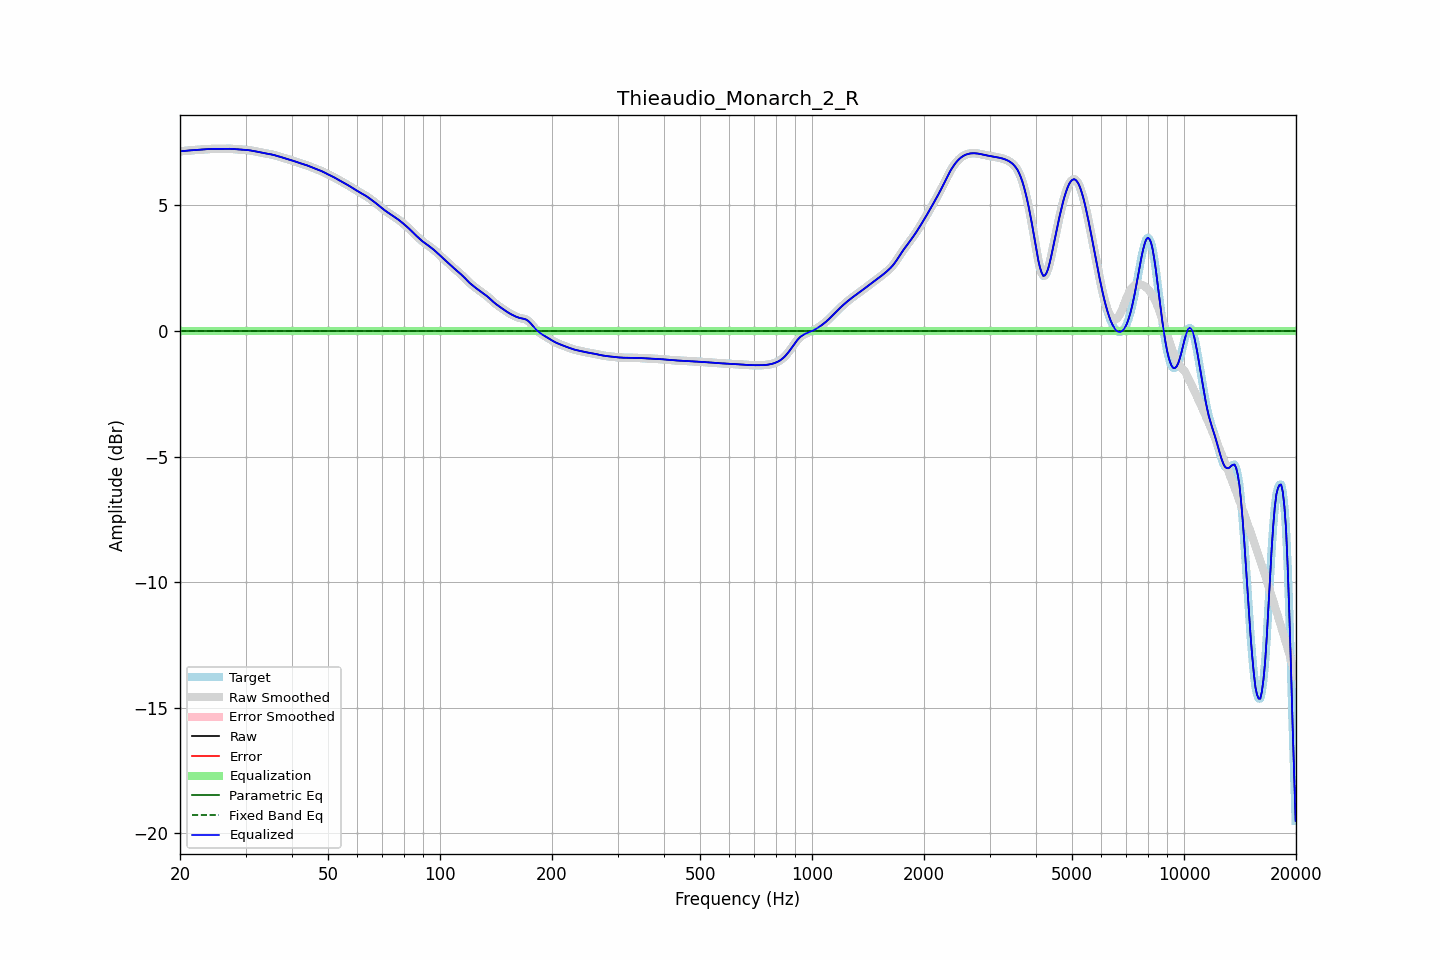 Thieaudio_Monarch_2_R
Amplitude (dBr)
5
0
−5
−10
−15
−20
Target
Raw Smoothed
Error Smoothed
Raw
Error
Equalization
Parametric Eq
Fixed Band Eq
Equalized
20 50 100 200 500 1000 2000 5000 10000 20000
Frequency (Hz)